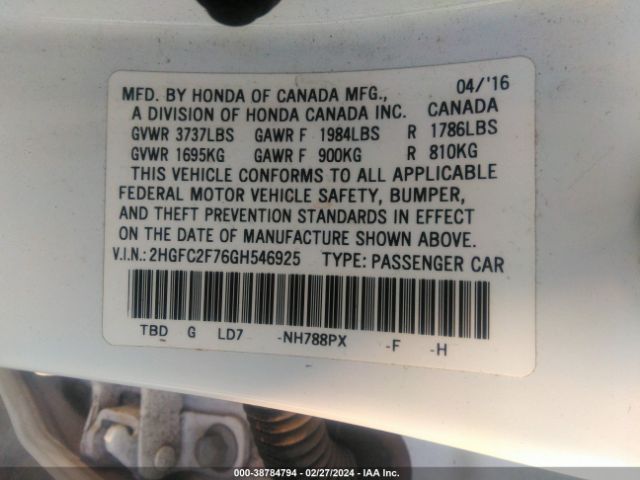 MFD. BY HONDA OF CANADA MFG., 04/'16
A DIVISION OF HONDA CANADA INC. CANADA
GVWR 3737LBS GAWR F 1984LBS R 1786LBS
GVWR 1695KG GAWR F 900KG R 810KG
THIS VEHICLE CONFORMS TO ALL APPLICABLE
FEDERAL MOTOR VEHICLE SAFETY, BUMPER,
AND THEFT PREVENTION STANDARDS IN EFFECT
ON THE DATE OF MANUFACTURE SHOWN ABOVE.
V.I.N.: 2HGFC2F76GH546925 TYPE: PASSENGER CAR
TBD G LD7 -NH788PX -F -H
000-38784794 - 02/27/2024 - IAA Inc.